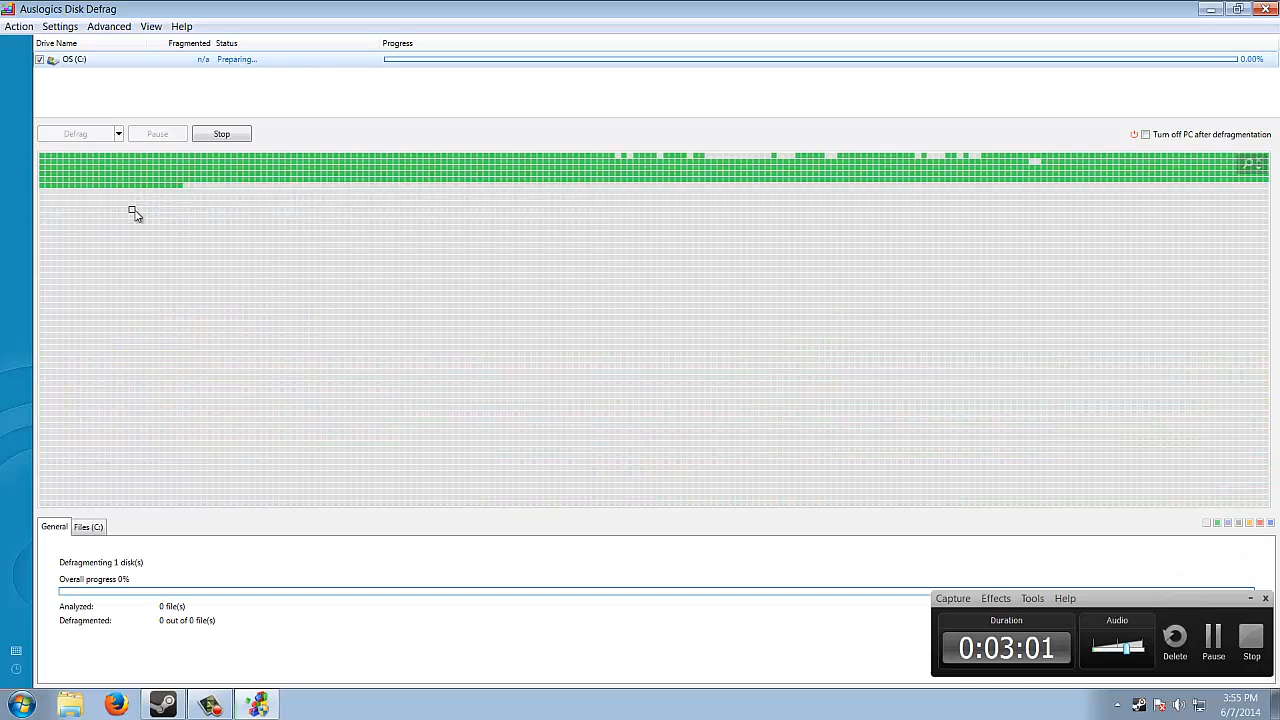 Auslogics Disk Defrag
Action Settings Advanced View Help
Drive Name Fragmented Status Progress
OS (C:) n/a Preparing... 0.00%
Defrag Pause Stop Turn off PC after defragmentation
General Files (C:)
Defragmenting 1 disk(s)
Overall progress 0%
Analyzed: 0 file(s)
Defragmented: 0 out of 0 file(s)
Capture Effects Tools Help
Duration Audio
0:03:01
Delete Pause Stop
3:55 PM
6/7/2014